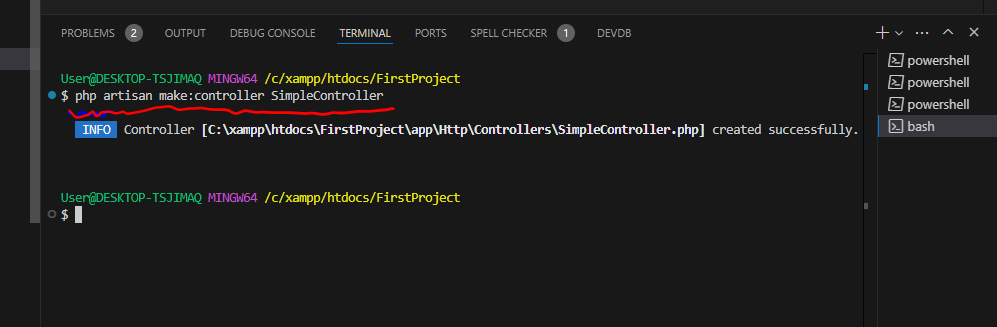 PROBLEMS 2 OUTPUT DEBUG CONSOLE TERMINAL PORTS SPELL CHECKER 1 DEVDB
User@DESKTOP-TSJIMAQ MINGW64 /c/xampp/htdocs/FirstProject
$ php artisan make:controller SimpleController
INFO Controller [C:\xampp\htdocs\FirstProject\app\Http\Controllers\SimpleController.php] created successfully.
User@DESKTOP-TSJIMAQ MINGW64 /c/xampp/htdocs/FirstProject
$
powershell
powershell
powershell
bash